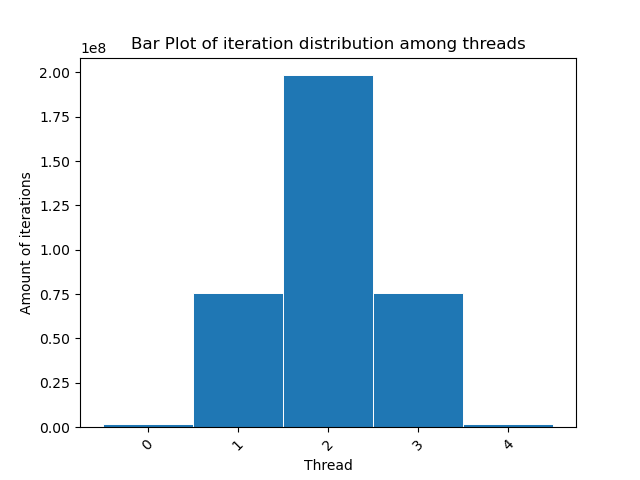 Bar Plot of iteration distribution among threads
1e8
2.00
1.75
1.50
1.25
1.00
0.75
0.50
0.25
0.00
Amount of iterations
0 1 2 3 4
Thread